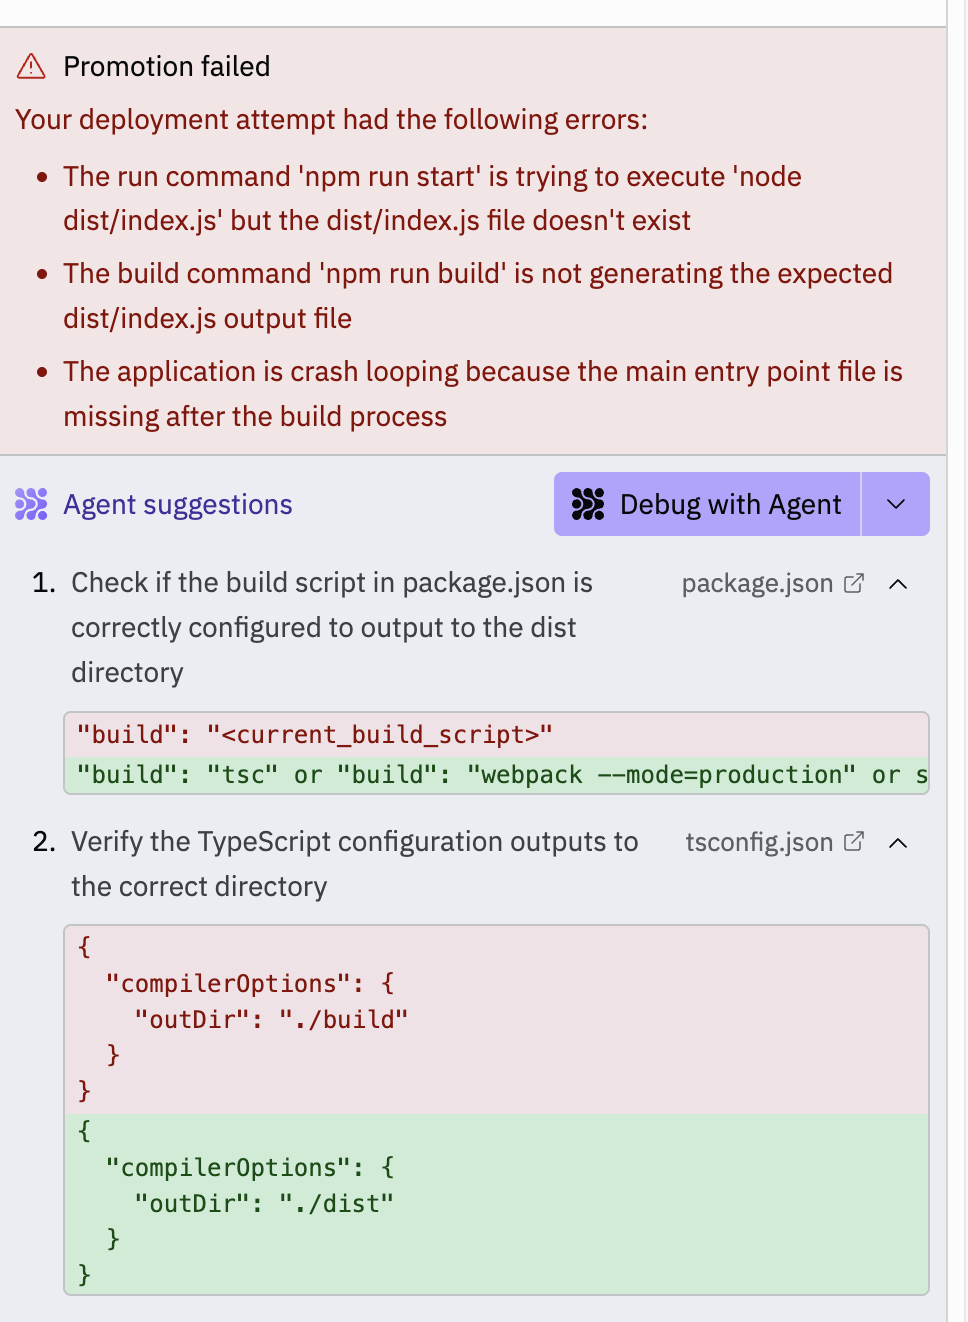 Promotion failed
Your deployment attempt had the following errors:
• The run command 'npm run start' is trying to execute 'node
dist/index.js' but the dist/index.js file doesn't exist
• The build command 'npm run build' is not generating the expected
dist/index.js output file
• The application is crash looping because the main entry point file is
missing after the build process
Agent suggestions
Debug with Agent
1. Check if the build script in package.json is
correctly configured to output to the dist
directory
package.json
"build": "<current_build_script>"
"build": "tsc" or "build": "webpack --mode=production" or s
2. Verify the TypeScript configuration outputs to
the correct directory
tsconfig.json
{
  "compilerOptions": {
    "outDir": "./build"
  }
}
{
  "compilerOptions": {
    "outDir": "./dist"
  }
}